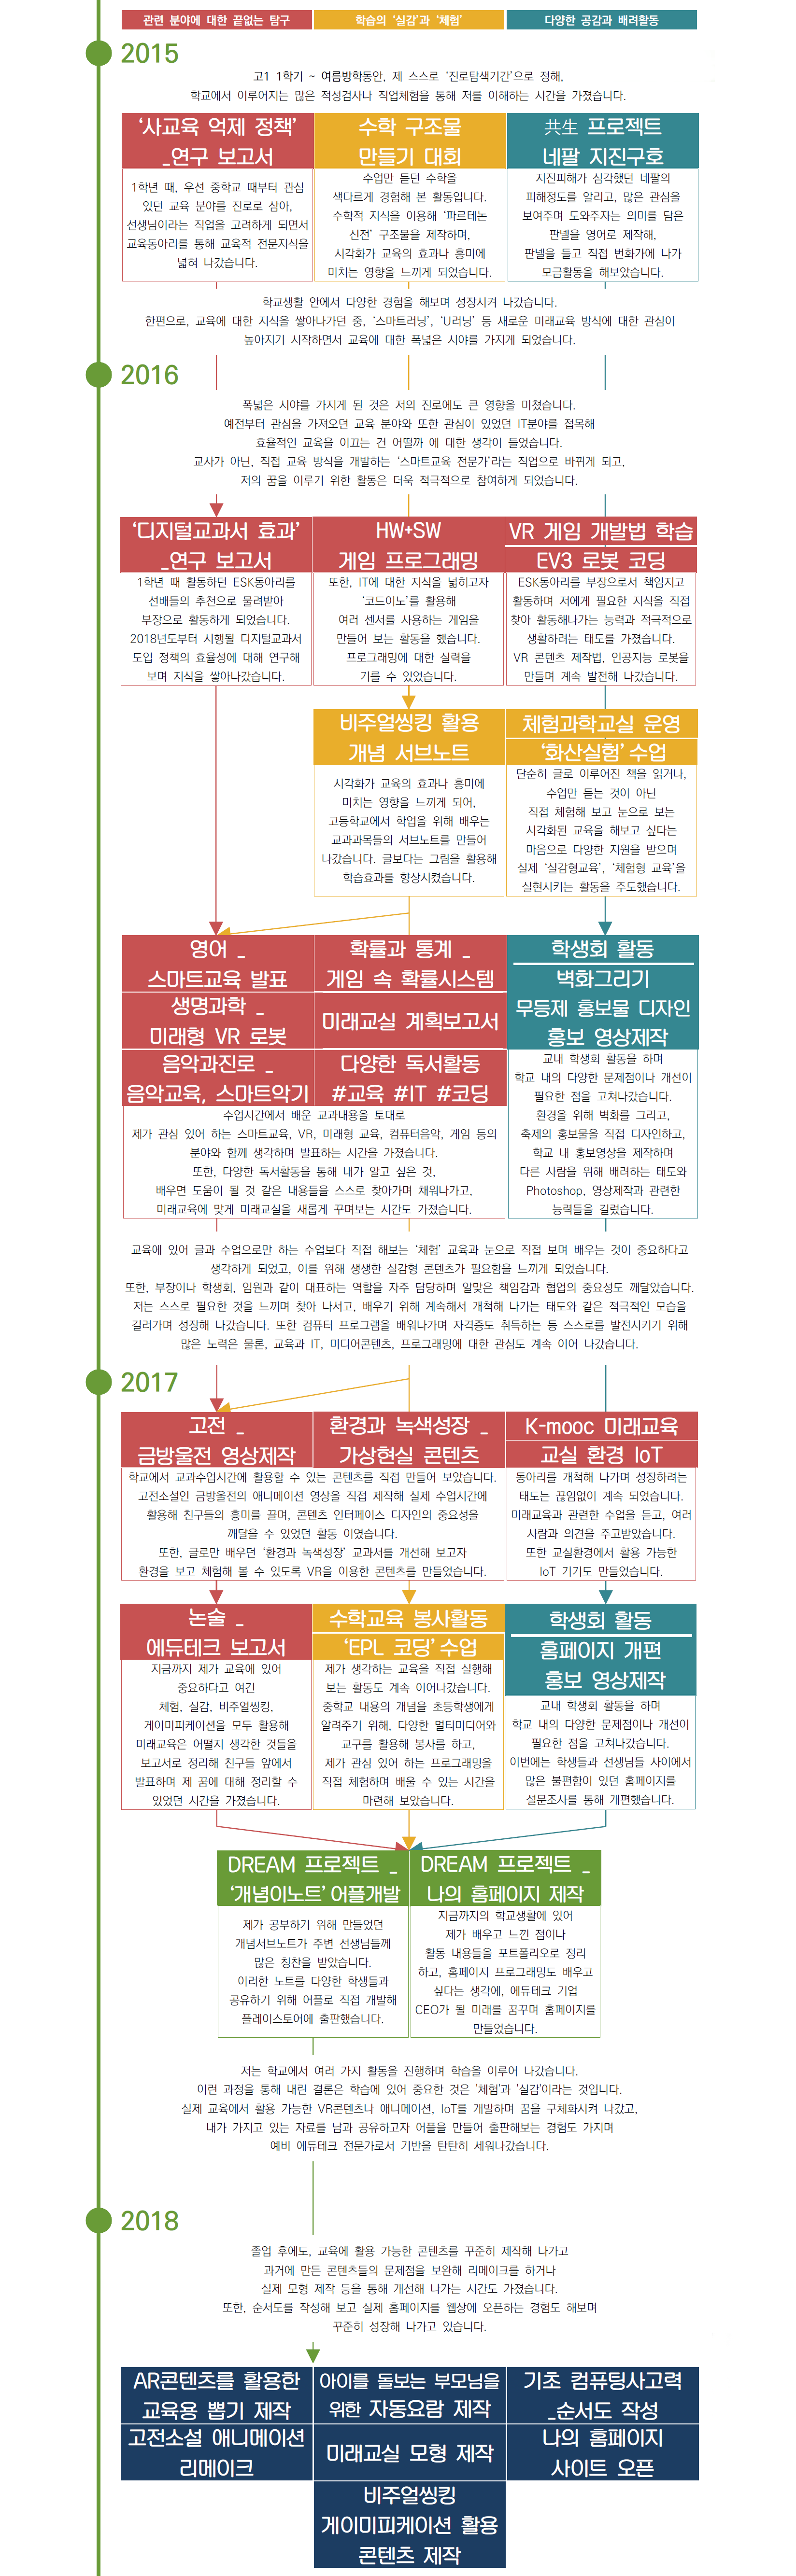 관련 분야에 대한 끝없는 탐구
학습의 '실감'과 '체험'
다양한 공감과 배려활동
2015
고1 1학기 ~ 여름방학동안, 제 스스로 '진로탐색기간'으로 정해,
학교에서 이루어지는 많은 적성검사나 직업체험을 통해 저를 이해하는 시간을 가졌습니다.
'사교육 억제 정책'
_연구 보고서
1학년 때, 우선 중학교 때부터 관심
있던 교육 분야를 진로로 삼아,
선생님이라는 직업을 고려하게 되면서
교육동아리를 통해 교육적 전문지식을
넓혀 나갔습니다.
수학 구조물
만들기 대회
수업만 듣던 수학을
색다르게 경험해 본 활동입니다.
수학적 지식을 이용해 '파르테논
신전' 구조물을 제작하며,
시각화가 교육의 효과나 흥미에
미치는 영향을 느끼게 되었습니다.
共生 프로젝트
네팔 지진구호
지진피해가 심각했던 네팔의
피해정도를 알리고, 많은 관심을
보여주며 도와주자는 의미를 담은
판넬을 영어로 제작해,
판넬을 들고 직접 번화가에 나가
모금활동을 해보았습니다.
학교생활 안에서 다양한 경험을 해보며 성장시켜 나갔습니다.
한편으로, 교육에 대한 지식을 쌓아나가던 중, '스마트러닝', 'U러닝' 등 새로운 미래교육 방식에 대한 관심이
높아지기 시작하면서 교육에 대한 폭넓은 시야를 가지게 되었습니다.
2016
폭넓은 시야를 가지게 된 것은 저의 진로에도 큰 영향을 미쳤습니다.
예전부터 관심을 가져오던 교육 분야와 또한 관심이 있었던 IT분야를 접목해
효율적인 교육을 이끄는 건 어떨까 에 대한 생각이 들었습니다.
교사가 아닌, 직접 교육 방식을 개발하는 '스마트교육 전문가'라는 직업으로 바뀌게 되고,
저의 꿈을 이루기 위한 활동은 더욱 적극적으로 참여하게 되었습니다.
'디지털교과서 효과'
_연구 보고서
1학년 때 활동하던 ESK동아리를
선배들의 추천으로 물려받아
부장으로 활동하게 되었습니다.
2018년도부터 시행될 디지털교과서
도입 정책의 효율성에 대해 연구해
보며 지식을 쌓아나갔습니다.
HW+SW
게임 프로그래밍
또한, IT에 대한 지식을 넓히고자
'코드이노'를 활용해
여러 센서를 사용하는 게임을
만들어 보는 활동을 했습니다.
프로그래밍에 대한 실력을
기를 수 있었습니다.
VR 게임 개발법 학습
EV3 로봇 코딩
ESK동아리를 부장으로서 책임지고
활동하며 저에게 필요한 지식을 직접
찾아 활동해나가는 능력과 적극적으로
생활하려는 태도를 가졌습니다.
VR 콘텐츠 제작법, 인공지능 로봇을
만들며 계속 발전해 나갔습니다.
비주얼씽킹 활용
개념 서브노트
시각화가 교육의 효과나 흥미에
미치는 영향을 느끼게 되어,
고등학교에서 학업을 위해 배우는
교과과목들의 서브노트를 만들어
나갔습니다. 글보다는 그림을 활용해
학습효과를 향상시켰습니다.
체험과학교실 운영
'화산실험' 수업
단순히 글로 이루어진 책을 읽거나,
수업만 듣는 것이 아닌
직접 체험해 보고 눈으로 보는
시각화된 교육을 해보고 싶다는
마음으로 다양한 지원을 받으며
실제 '실감형교육', '체험형 교육'을
실현시키는 활동을 주도했습니다.
영어 _
스마트교육 발표
생명과학 _
미래형 VR 로봇
음악과진로 _
음악교육, 스마트악기
확률과 통계 _
게임 속 확률시스템
미래교실 계획보고서
다양한 독서활동
#교육 #IT #코딩
수업시간에서 배운 교과내용을 토대로
제가 관심 있어 하는 스마트교육, VR, 미래형 교육, 컴퓨터음악, 게임 등의
분야와 함께 생각하며 발표하는 시간을 가졌습니다.
또한, 다양한 독서활동을 통해 내가 알고 싶은 것,
배우면 도움이 될 것 같은 내용들을 스스로 찾아가며 채워나가고,
미래교육에 맞게 미래교실을 새롭게 꾸며보는 시간도 가졌습니다.
학생회 활동
벽화그리기
무등제 홍보물 디자인
홍보 영상제작
교내 학생회 활동을 하며
학교 내의 다양한 문제점이나 개선이
필요한 점을 고쳐나갔습니다.
환경을 위해 벽화를 그리고,
축제의 홍보물을 직접 디자인하고,
학교 내 홍보영상을 제작하며
다른 사람을 위해 배려하는 태도와
Photoshop, 영상제작과 관련한
능력들을 길렀습니다.
교육에 있어 글과 수업으로만 하는 수업보다 직접 해보는 '체험' 교육과 눈으로 직접 보며 배우는 것이 중요하다고
생각하게 되었고, 이를 위해 생생한 실감형 콘텐츠가 필요함을 느끼게 되었습니다.
또한, 부장이나 학생회, 임원과 같이 대표하는 역할을 자주 담당하며 알맞은 책임감과 협업의 중요성도 깨달았습니다.
저는 스스로 필요한 것을 느끼며 찾아 나서고, 배우기 위해 계속해서 개척해 나가는 태도와 같은 적극적인 모습을
길러가며 성장해 나갔습니다. 또한 컴퓨터 프로그램을 배워나가며 자격증도 취득하는 등 스스로를 발전시키기 위해
많은 노력은 물론, 교육과 IT, 미디어콘텐츠, 프로그래밍에 대한 관심도 계속 이어 나갔습니다.
2017
고전 _
금방울전 영상제작
환경과 녹색성장 _
가상현실 콘텐츠
학교에서 교과수업시간에 활용할 수 있는 콘텐츠를 직접 만들어 보았습니다.
고전소설인 금방울전의 애니메이션 영상을 직접 제작해 실제 수업시간에
활용해 친구들의 흥미를 끌며, 콘텐츠 인터페이스 디자인의 중요성을
깨달을 수 있었던 활동 이였습니다.
또한, 글로만 배우던 '환경과 녹색성장' 교과서를 개선해 보고자
환경을 보고 체험해 볼 수 있도록 VR을 이용한 콘텐츠를 만들었습니다.
K-mooc 미래교육
교실 환경 IoT
동아리를 개척해 나가며 성장하려는
태도는 끊임없이 계속 되었습니다.
미래교육과 관련한 수업을 듣고, 여러
사람과 의견을 주고받았습니다.
또한 교실환경에서 활용 가능한
IoT 기기도 만들었습니다.
논술 _
에듀테크 보고서
지금까지 제가 교육에 있어
중요하다고 여긴
체험, 실감, 비주얼씽킹,
게이미피케이션을 모두 활용해
미래교육은 어떨지 생각한 것들을
보고서로 정리해 친구들 앞에서
발표하며 제 꿈에 대해 정리할 수
있었던 시간을 가졌습니다.
수학교육 봉사활동
'EPL 코딩' 수업
제가 생각하는 교육을 직접 실행해
보는 활동도 계속 이어나갔습니다.
중학교 내용의 개념을 초등학생에게
알려주기 위해, 다양한 멀티미디어와
교구를 활용해 봉사를 하고,
제가 관심 있어 하는 프로그래밍을
직접 체험하며 배울 수 있는 시간을
마련해 보았습니다.
학생회 활동
홈페이지 개편
홍보 영상제작
교내 학생회 활동을 하며
학교 내의 다양한 문제점이나 개선이
필요한 점을 고쳐나갔습니다.
이번에는 학생들과 선생님들 사이에서
많은 불편함이 있던 홈페이지를
설문조사를 통해 개편했습니다.
DREAM 프로젝트 _
'개념이노트' 어플개발
제가 공부하기 위해 만들었던
개념서브노트가 주변 선생님들께
많은 칭찬을 받았습니다.
이러한 노트를 다양한 학생들과
공유하기 위해 어플로 직접 개발해
플레이스토어에 출판했습니다.
DREAM 프로젝트 _
나의 홈페이지 제작
지금까지의 학교생활에 있어
제가 배우고 느낀 점이나
활동 내용들을 포트폴리오로 정리
하고, 홈페이지 프로그래밍도 배우고
싶다는 생각에, 에듀테크 기업
CEO가 될 미래를 꿈꾸며 홈페이지를
만들었습니다.
저는 학교에서 여러 가지 활동을 진행하며 학습을 이루어 나갔습니다.
이런 과정을 통해 내린 결론은 학습에 있어 중요한 것은 '체험'과 '실감'이라는 것입니다.
실제 교육에서 활용 가능한 VR콘텐츠나 애니메이션, IoT를 개발하며 꿈을 구체화시켜 나갔고,
내가 가지고 있는 자료를 남과 공유하고자 어플을 만들어 출판해보는 경험도 가지며
예비 에듀테크 전문가로서 기반을 탄탄히 세워나갔습니다.
2018
졸업 후에도, 교육에 활용 가능한 콘텐츠를 꾸준히 제작해 나가고
과거에 만든 콘텐츠들의 문제점을 보완해 리메이크를 하거나
실제 모형 제작 등을 통해 개선해 나가는 시간도 가졌습니다.
또한, 순서도를 작성해 보고 실제 홈페이지를 웹상에 오픈하는 경험도 해보며
꾸준히 성장해 나가고 있습니다.
AR콘텐츠를 활용한
교육용 뽑기 제작
고전소설 애니메이션
리메이크
아이를 돌보는 부모님을
위한 자동요람 제작
미래교실 모형 제작
비주얼씽킹
게이미피케이션 활용
콘텐츠 제작
기초 컴퓨팅사고력
_순서도 작성
나의 홈페이지
사이트 오픈